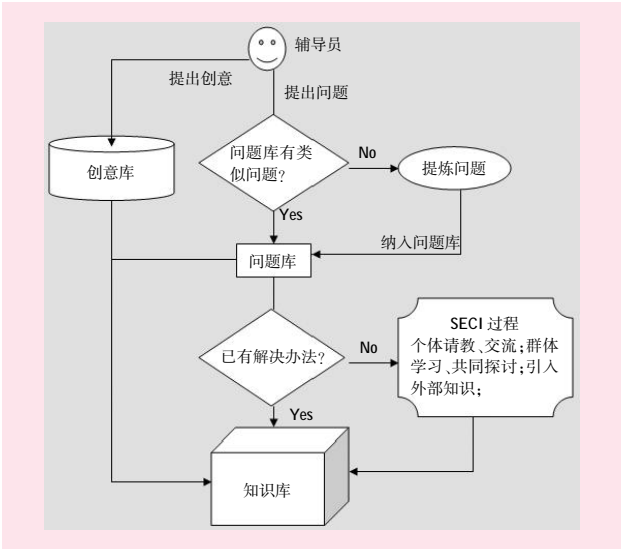 辅导员
提出创意
提出问题
创意库
问题库有类
似问题?
No
提炼问题
Yes
纳入问题库
问题库
已有解决办法?
No
SECI 过程
个体请教、交流;群体
学习、共同探讨;引入
外部知识;
Yes
知识库